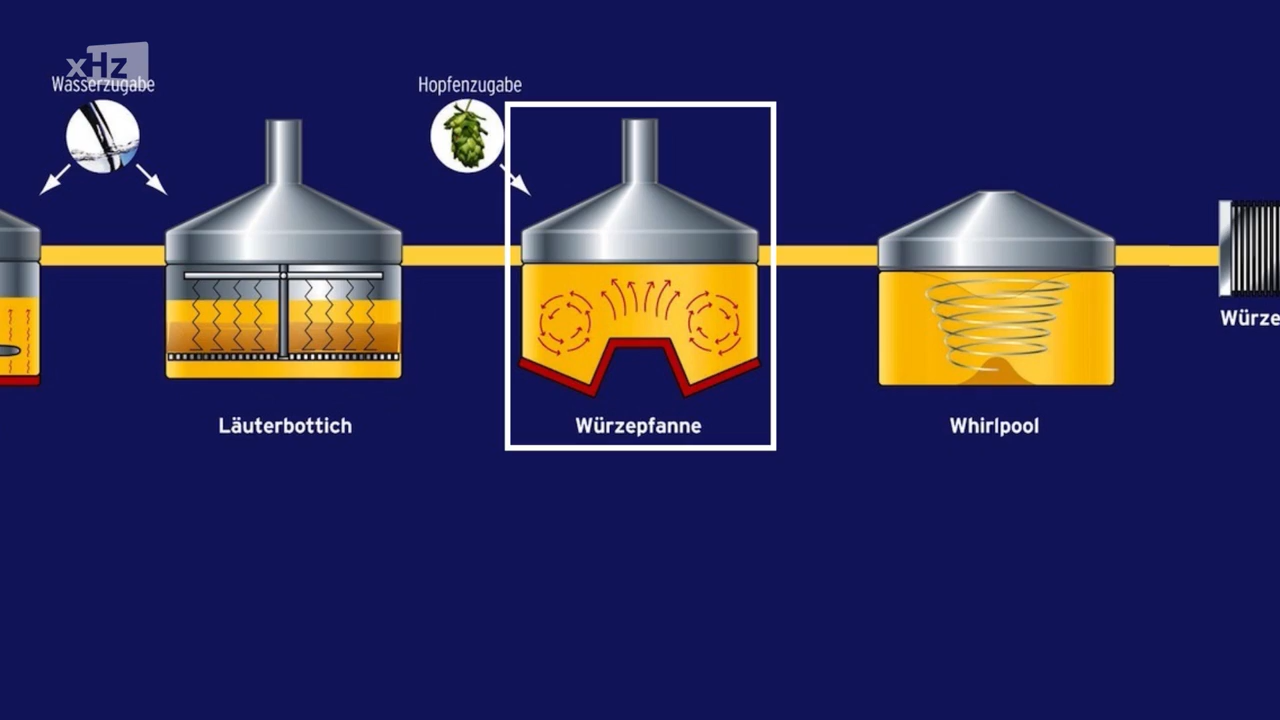 xHz
Wasserzugabe
Hopfenzugabe
Würze
Läuterbottich
Würzepfanne
Whirlpool